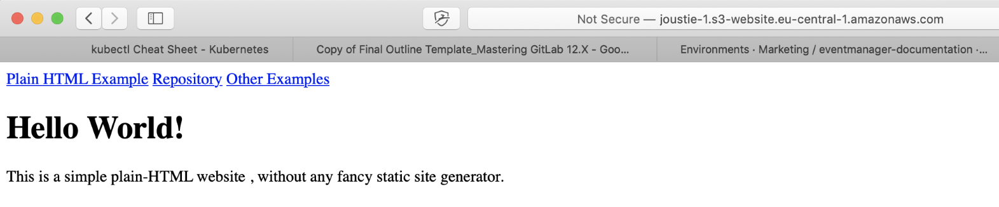 Not Secure — joustie-1.s3-website.eu-central-1.amazonaws.com
kubectl Cheat Sheet - Kubernetes
Copy of Final Outline Template_Mastering GitLab 12.X - Goo...
Environments · Marketing / eventmanager-documentation ·...
Plain HTML Example Repository Other Examples
Hello World!
This is a simple plain-HTML website , without any fancy static site generator.